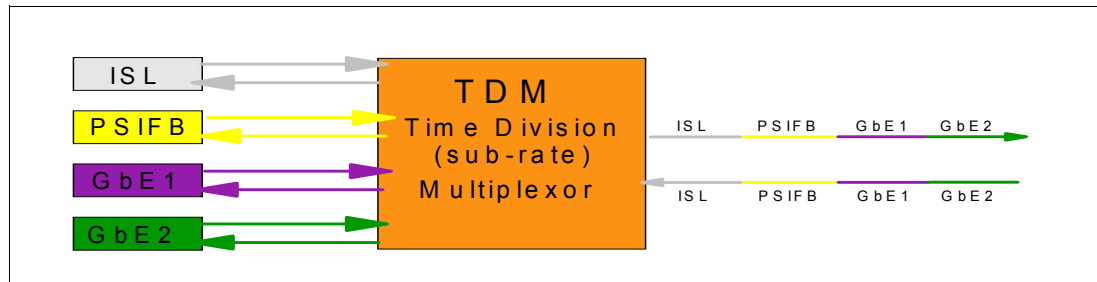 ISL
PSIFB
GbE1
GbE2
TDM
Time Division
(sub-rate)
Multiplexor
ISL PSIFB GbE1 GbE2
ISL PSIFB GbE1 GbE2